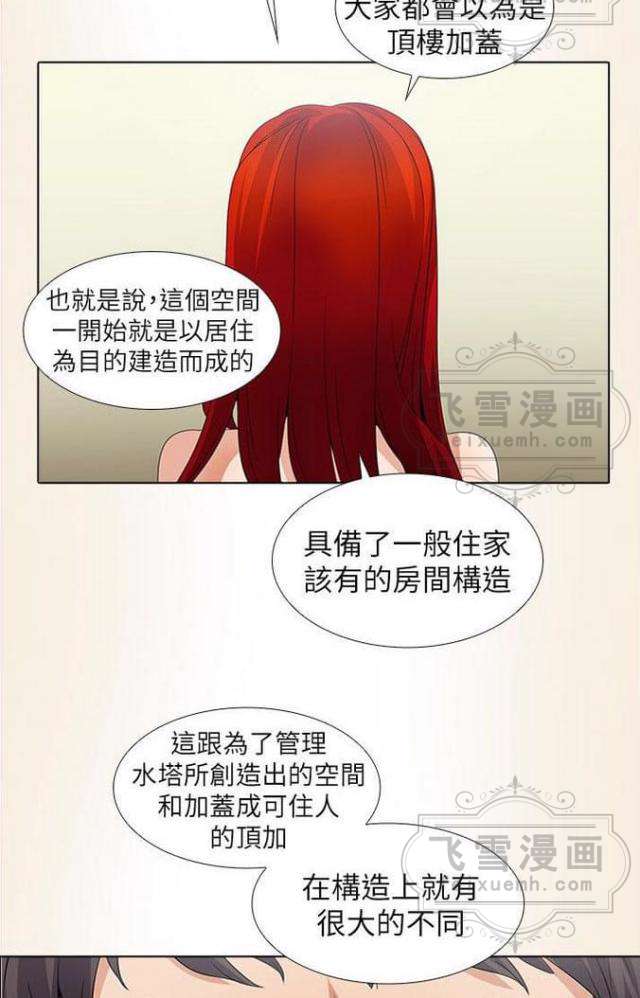 大家都會以為是
頂樓加蓋
也就是說，這個空間
一開始就是以居住
為目的建造而成的
飞雪漫画
feixuemh.com
具備了一般住家
該有的房間構造
這跟為了管理
水塔所創造出的空間
和加蓋成可住人
的頂加
飞雪漫画
feixuemh.com
在構造上就有
很大的不同